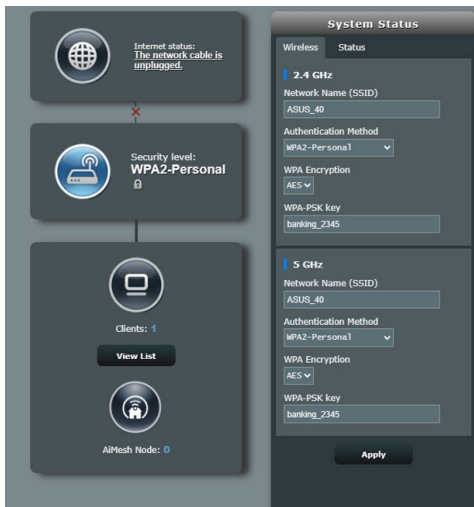 Internet status:
The network cable is
unplugged.
Security level:
WPA2-Personal
Clients: 1
View List
AiMesh Node: 0
System Status
Wireless Status
2.4 GHz
Network Name (SSID)
ASUS_40
Authentication Method
WPA2-Personal
WPA Encryption
AES
WPA-PSK key
banking_2345
5 GHz
Network Name (SSID)
ASUS_40
Authentication Method
WPA2-Personal
WPA Encryption
AES
WPA-PSK key
banking_2345
Apply